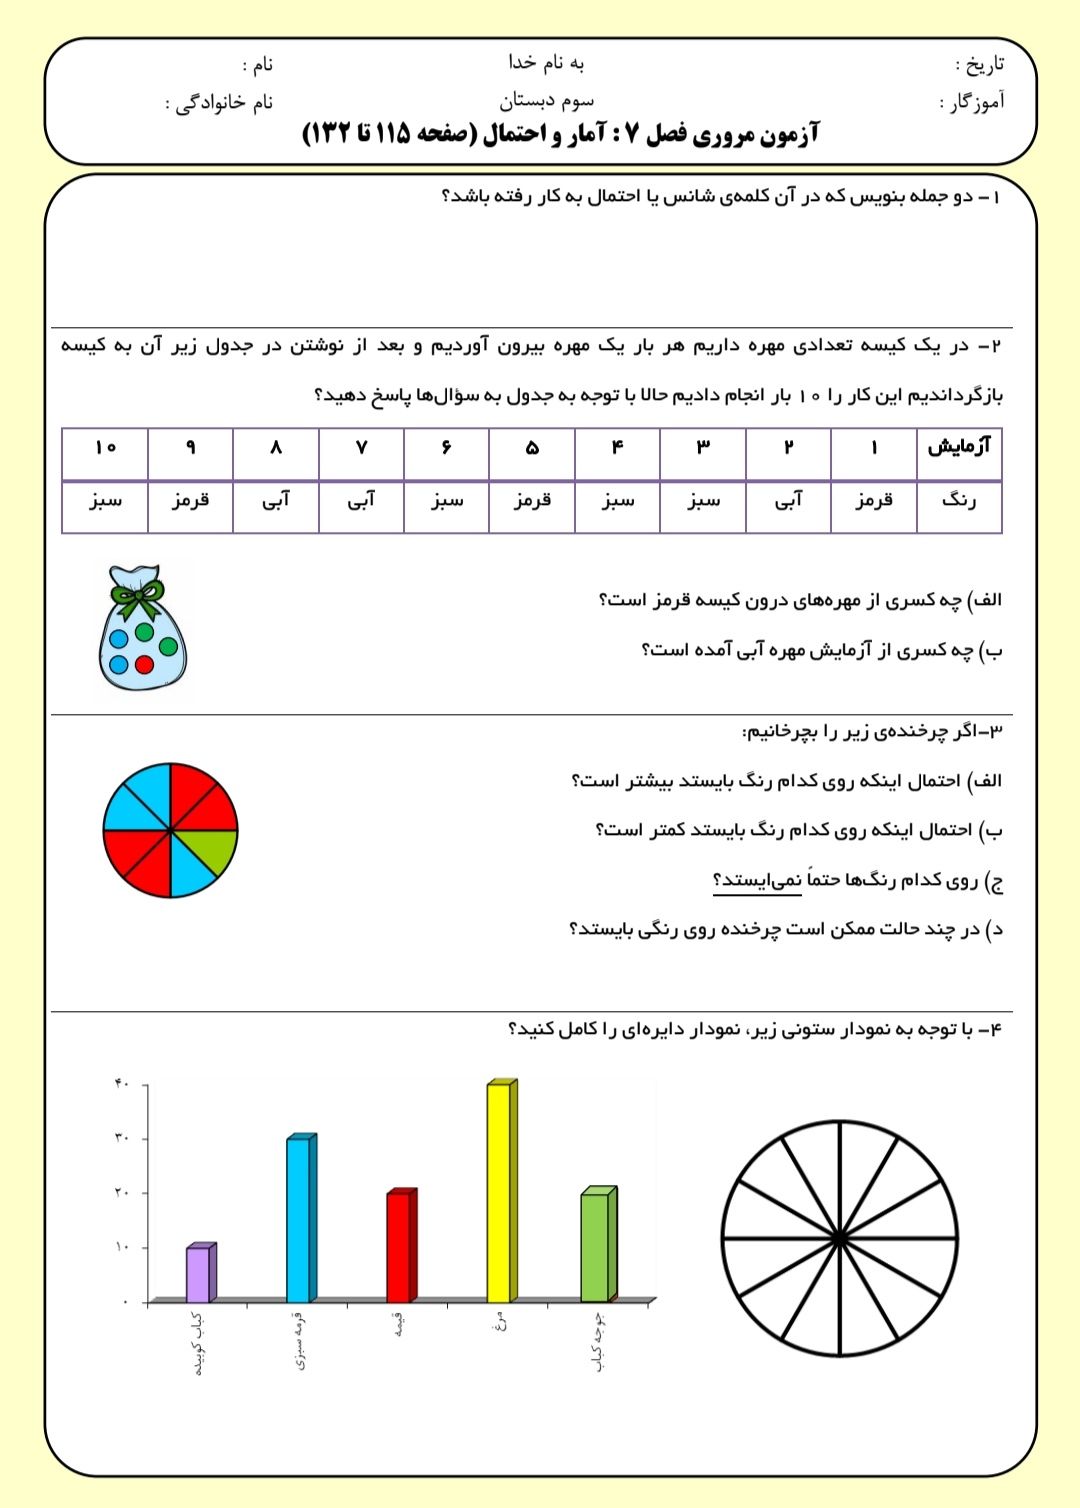 تاریخ :
به نام خدا
نام :
آموزگار :
سوم دبستان
نام خانوادگی :
آزمون مروری فصل ۷ : آمار و احتمال (صفحه ۱۱۵ تا ۱۳۲)
۱- دو جمله بنویس که در آن کلمه‌ی شانس یا احتمال به کار رفته باشد؟
۲- در یک کیسه تعدادی مهره داریم هر بار یک مهره بیرون آوردیم و بعد از نوشتن در جدول زیر آن به کیسه
بازگرداندیم این کار را ۱۰ بار انجام دادیم حالا با توجه به جدول به سؤال‌ها پاسخ دهید؟
آزمایش ۱ ۲ ۳ ۴ ۵ ۶ ۷ ۸ ۹ ۱۰
رنگ قرمز آبی سبز سبز قرمز سبز آبی آبی قرمز سبز
الف) چه کسری از مهره‌های درون کیسه قرمز است؟
ب) چه کسری از آزمایش مهره آبی آمده است؟
۳-اگر چرخنده‌ی زیر را بچرخانیم:
الف) احتمال اینکه روی کدام رنگ بایستد بیشتر است؟
ب) احتمال اینکه روی کدام رنگ بایستد کمتر است؟
ج) روی کدام رنگ‌ها حتماً نمی‌ایستد؟
د) در چند حالت ممکن است چرخنده روی رنگی بایستد؟
۴- با توجه به نمودار ستونی زیر، نمودار دایره‌ای را کامل کنید؟
۴۰
۳۰
۲۰
۱۰
۰
کباب کوبیده
قرمه سبزی
قیمه
مرغ
جوجه کباب